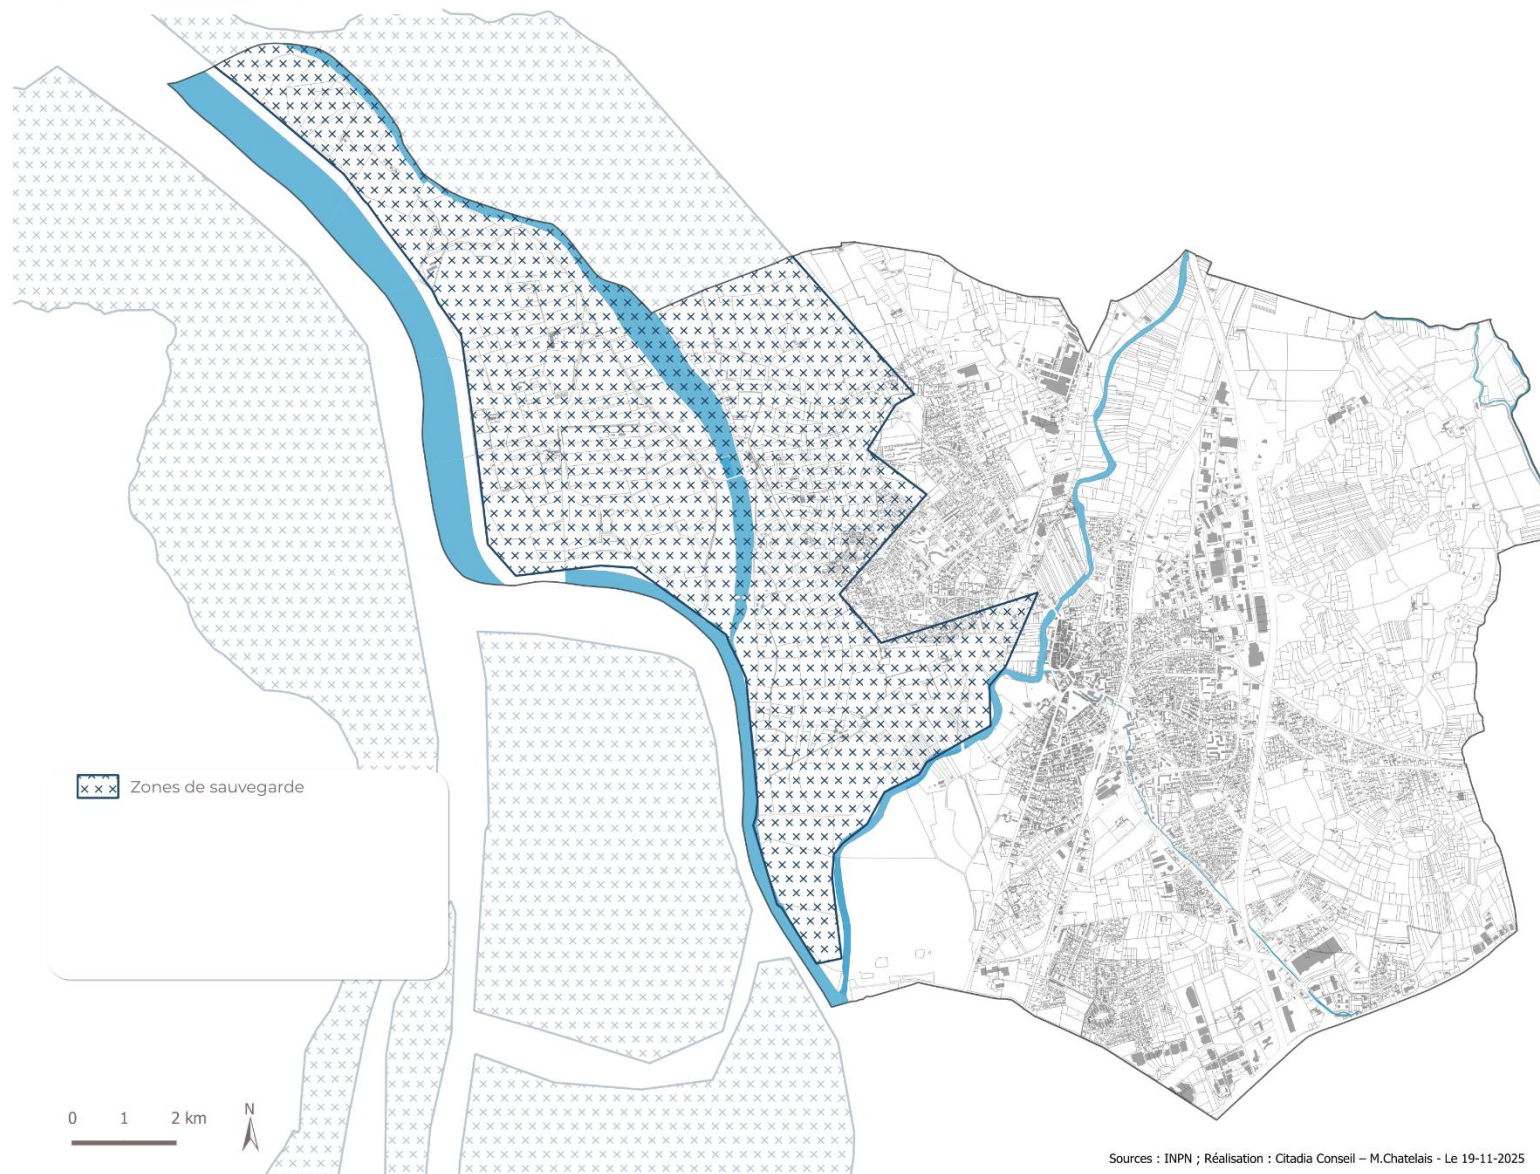 Zones de sauvegarde
0 1 2 km
N
Sources : INPN ; Réalisation : Citadia Conseil – M.Chatelais - Le 19-11-2025